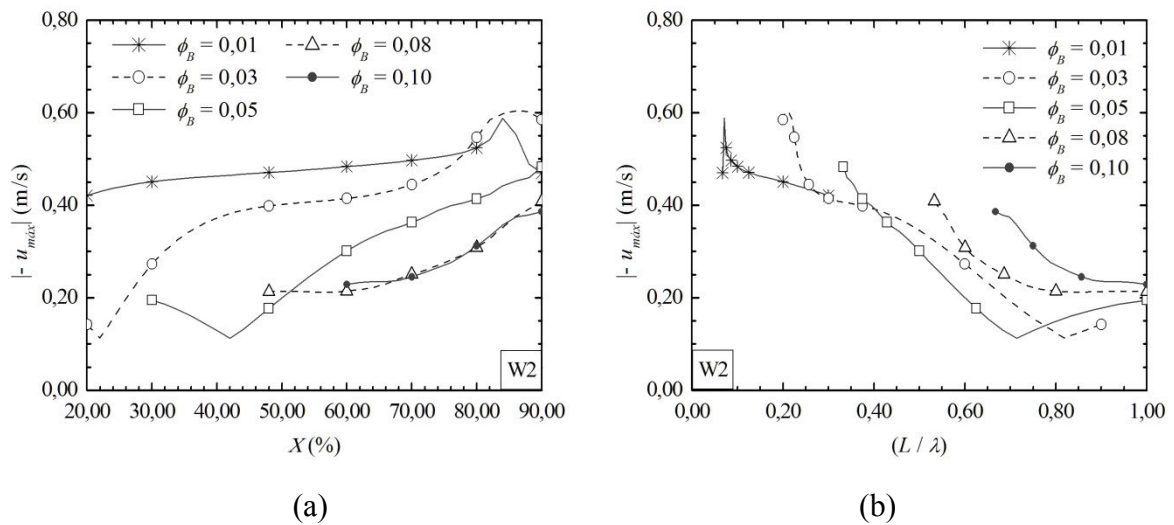 0,80
0,60
0,40
0,20
0,00
|- u_máx| (m/s)
ϕ_B = 0,01
ϕ_B = 0,03
ϕ_B = 0,05
ϕ_B = 0,08
ϕ_B = 0,10
W2
20,00 30,00 40,00 50,00 60,00 70,00 80,00 90,00
X (%)
(a)
0,80
0,60
0,40
0,20
0,00
|- u_máx| (m/s)
ϕ_B = 0,01
ϕ_B = 0,03
ϕ_B = 0,05
ϕ_B = 0,08
ϕ_B = 0,10
W2
0,00 0,20 0,40 0,60 0,80 1,00
(L / λ)
(b)